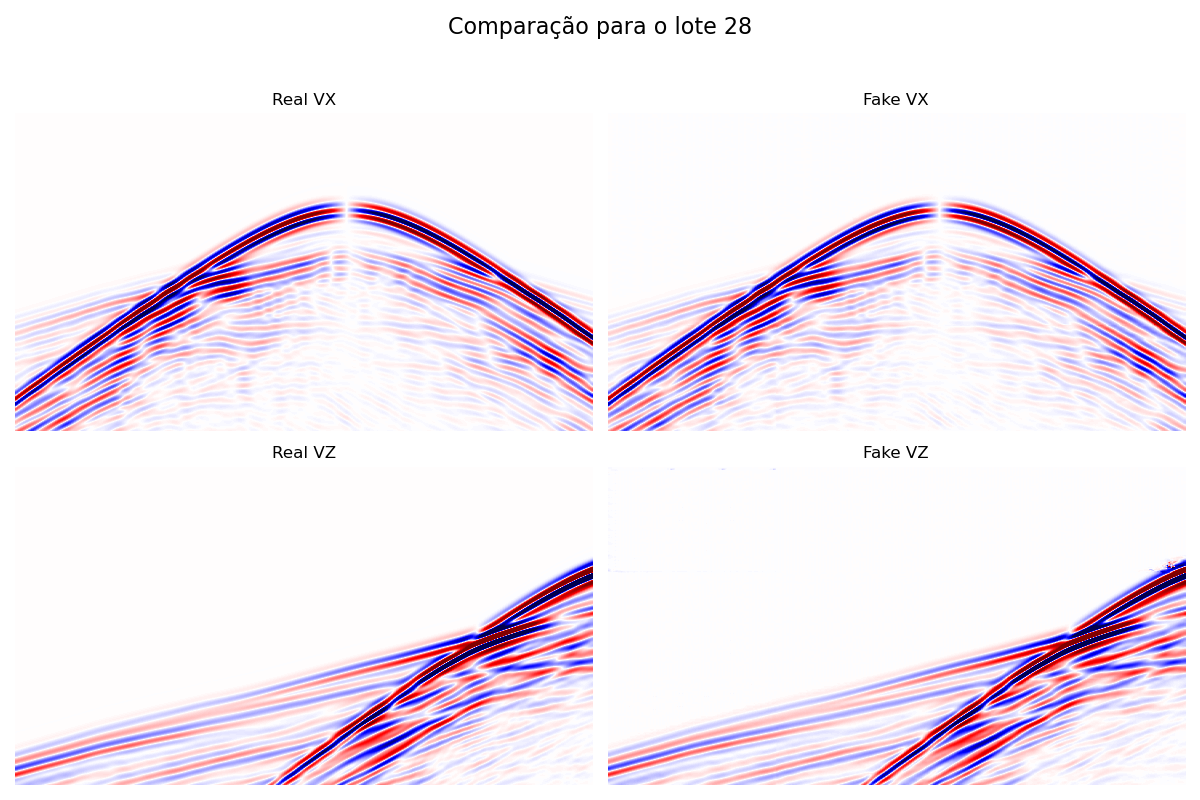 Comparação para o lote 28
Real VX
Fake VX
Real VZ
Fake VZ